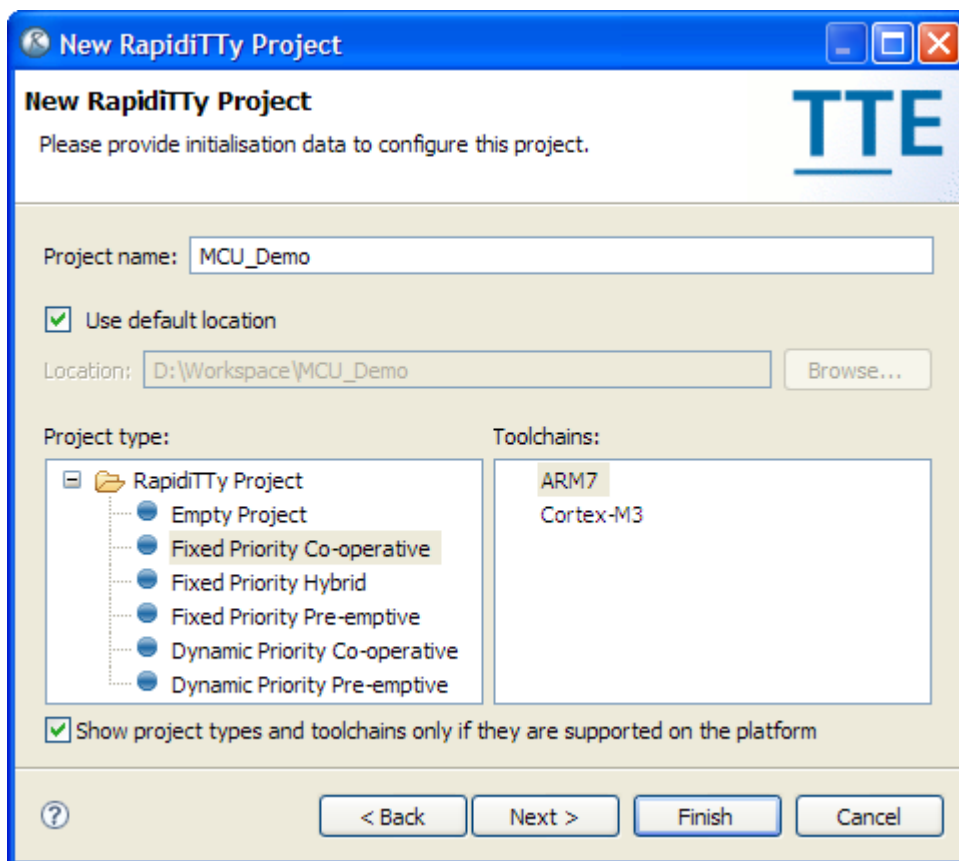 New RapidiTTy Project
New RapidiTTy Project
Please provide initialisation data to configure this project.
TTE
Project name: MCU_Demo
Use default location
Location: D:\Workspace\MCU_Demo Browse...
Project type: Toolchains:
RapidiTTy Project
Empty Project
Fixed Priority Co-operative
Fixed Priority Hybrid
Fixed Priority Pre-emptive
Dynamic Priority Co-operative
Dynamic Priority Pre-emptive
ARM7
Cortex-M3
Show project types and toolchains only if they are supported on the platform
? < Back Next > Finish Cancel